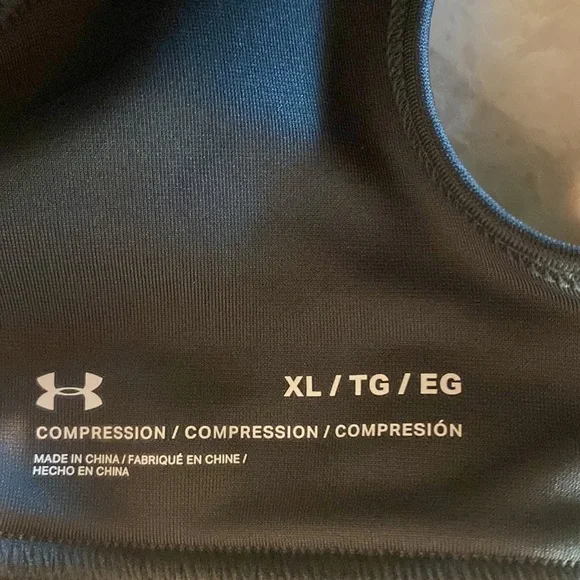 XL / TG / EG
COMPRESSION / COMPRESSION / COMPRESIÓN
MADE IN CHINA / FABRIQUÉ EN CHINE /
HECHO EN CHINA